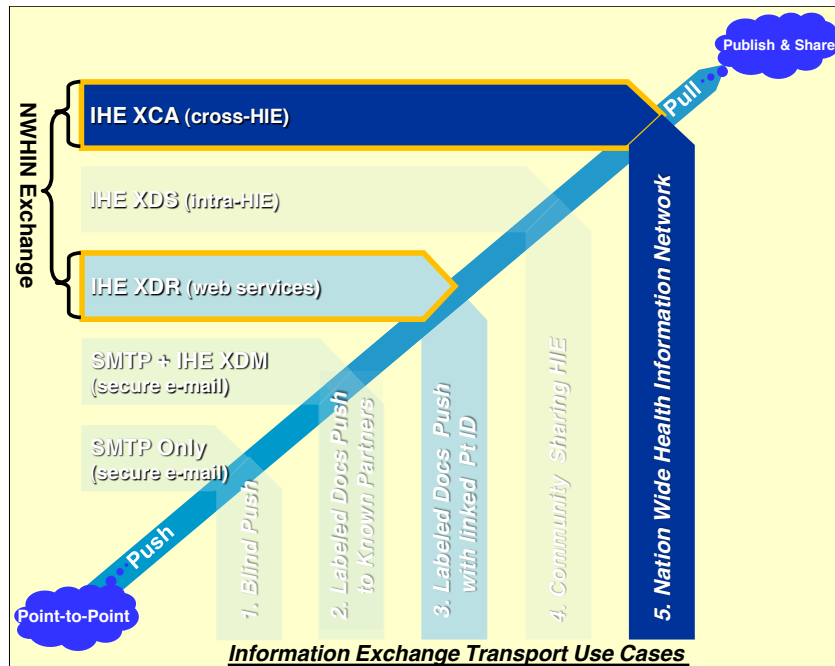 Publish & Share
Pull
NWHIN Exchange
IHE XCA (cross-HIE)
IHE XDS (intra-HIE)
IHE XDR (web services)
SMTP + IHE XDM
(secure e-mail)
SMTP Only
(secure e-mail)
Push
Point-to-Point
1. Blind Push
2. Labeled Docs Push
to Known Partners
3. Labeled Docs Push
with linked Pt ID
4. Community Sharing HIE
5. Nation Wide Health Information Network
Information Exchange Transport Use Cases